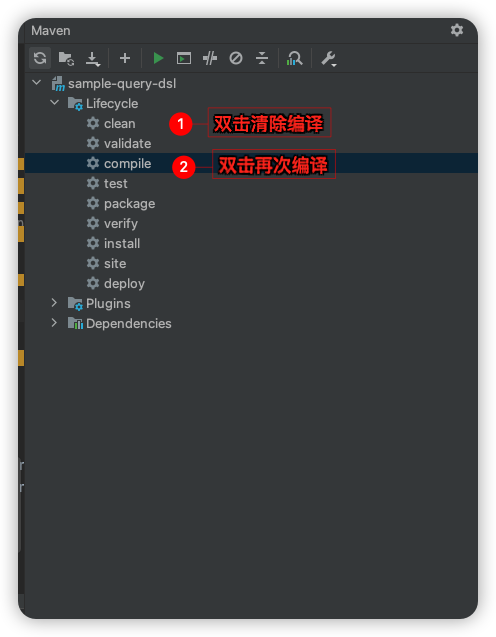 Maven
sample-query-dsl
Lifecycle
clean
1 双击清除编译
validate
compile
2 双击再次编译
test
package
verify
install
site
deploy
Plugins
Dependencies